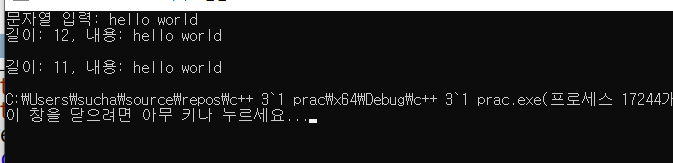 문자열 입력: hello world
길이: 12, 내용: hello world
길이: 11, 내용: hello world
C:\Users\sucha\source\repos\c++ 3`1 prac\x64\Debug\c++ 3`1 prac.exe(프로세스 17244개
이 창을 닫으려면 아무 키나 누르세요...